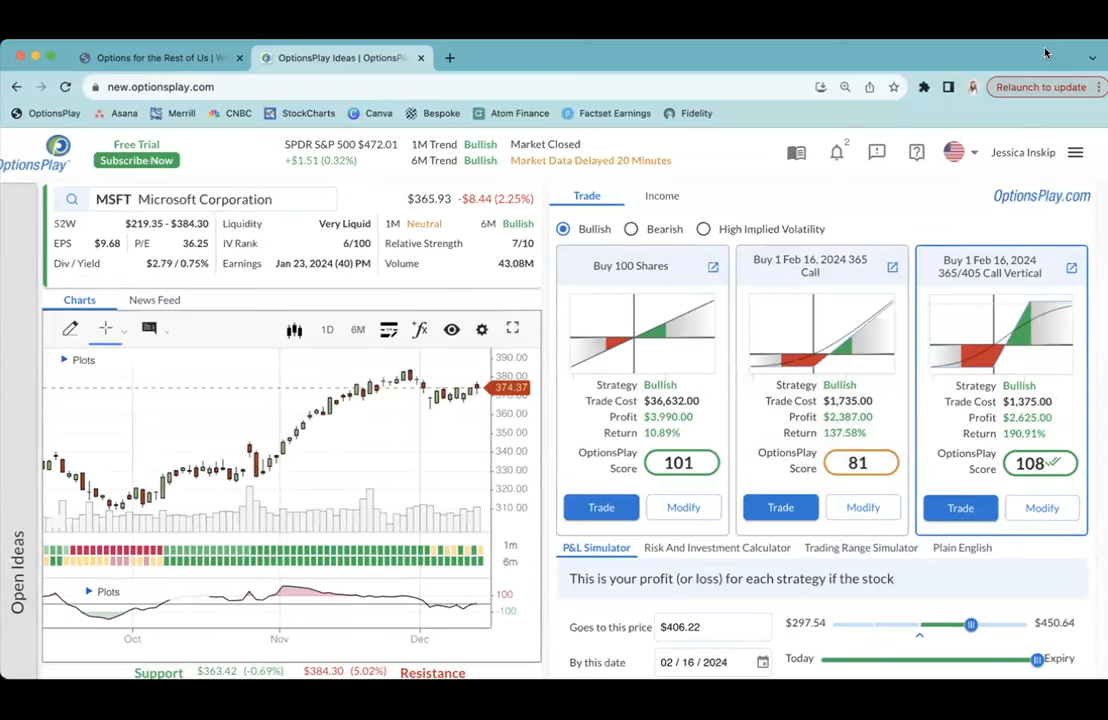 Options for the Rest of Us | W
OptionsPlay Ideas | OptionsPl
new.optionsplay.com
Relaunch to update
OptionsPlay
Asana
Merrill
CNBC
StockCharts
Canva
Bespoke
Atom Finance
Factset Earnings
Fidelity
OptionsPlay
Free Trial
Subscribe Now
SPDR S&P 500 $472.01
+$1.51 (0.32%)
1M Trend Bullish
6M Trend Bullish
Market Closed
Market Data Delayed 20 Minutes
2
Jessica Inskip
MSFT Microsoft Corporation
$365.93 -$8.44 (2.25%)
52W $219.35 - $384.30 Liquidity Very Liquid 1M Neutral 6M Bullish
EPS $9.68 P/E 36.25 IV Rank 6/100 Relative Strength 7/10
Div / Yield $2.79 / 0.75% Earnings Jan 23, 2024 (40) PM Volume 43.08M
Charts News Feed
1D 6M
Plots
390.00
380.00
374.37
360.00
350.00
340.00
330.00
320.00
310.00
1m
6m
Plots
100
-100
Oct Nov Dec
Support $363.42 (-0.69%) $384.30 (5.02%) Resistance
Open Ideas
Trade Income
OptionsPlay.com
Bullish Bearish High Implied Volatility
Buy 100 Shares
Strategy Bullish
Trade Cost $36,632.00
Profit $3,990.00
Return 10.89%
OptionsPlay
Score 101
Trade Modify
Buy 1 Feb 16, 2024 365
Call
Strategy Bullish
Trade Cost $1,735.00
Profit $2,387.00
Return 137.58%
OptionsPlay
Score 81
Trade Modify
Buy 1 Feb 16, 2024
365/405 Call Vertical
Strategy Bullish
Trade Cost $1,375.00
Profit $2,625.00
Return 190.91%
OptionsPlay
Score 108
Trade Modify
P&L Simulator Risk And Investment Calculator Trading Range Simulator Plain English
This is your profit (or loss) for each strategy if the stock
Goes to this price $406.22 $297.54 $450.64
By this date 02 / 16 / 2024 Today Expiry